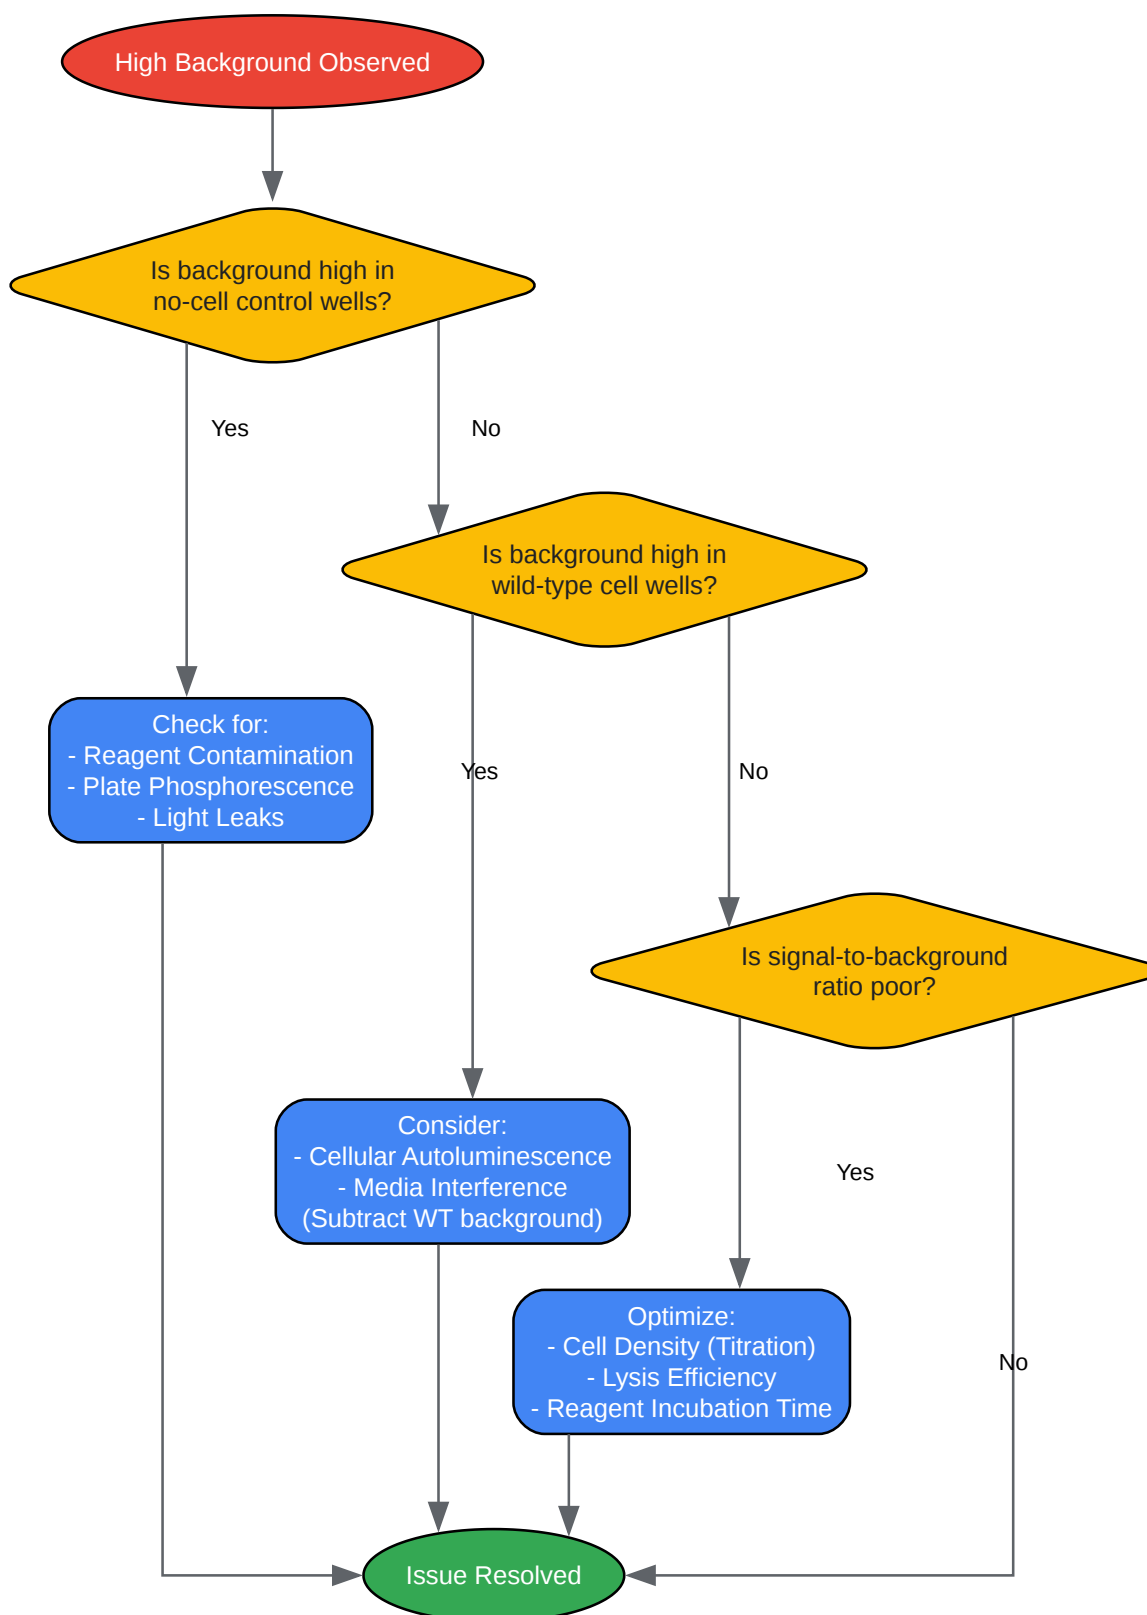 High Background Observed
Is background high in
no-cell control wells?
Yes
No
Is background high in
wild-type cell wells?
Check for:
- Reagent Contamination
- Plate Phosphorescence
- Light Leaks
Yes
No
Is signal-to-background
ratio poor?
Consider:
- Cellular Autoluminescence
- Media Interference
(Subtract WT background)
Yes
Optimize:
- Cell Density (Titration)
- Lysis Efficiency
- Reagent Incubation Time
No
Issue Resolved